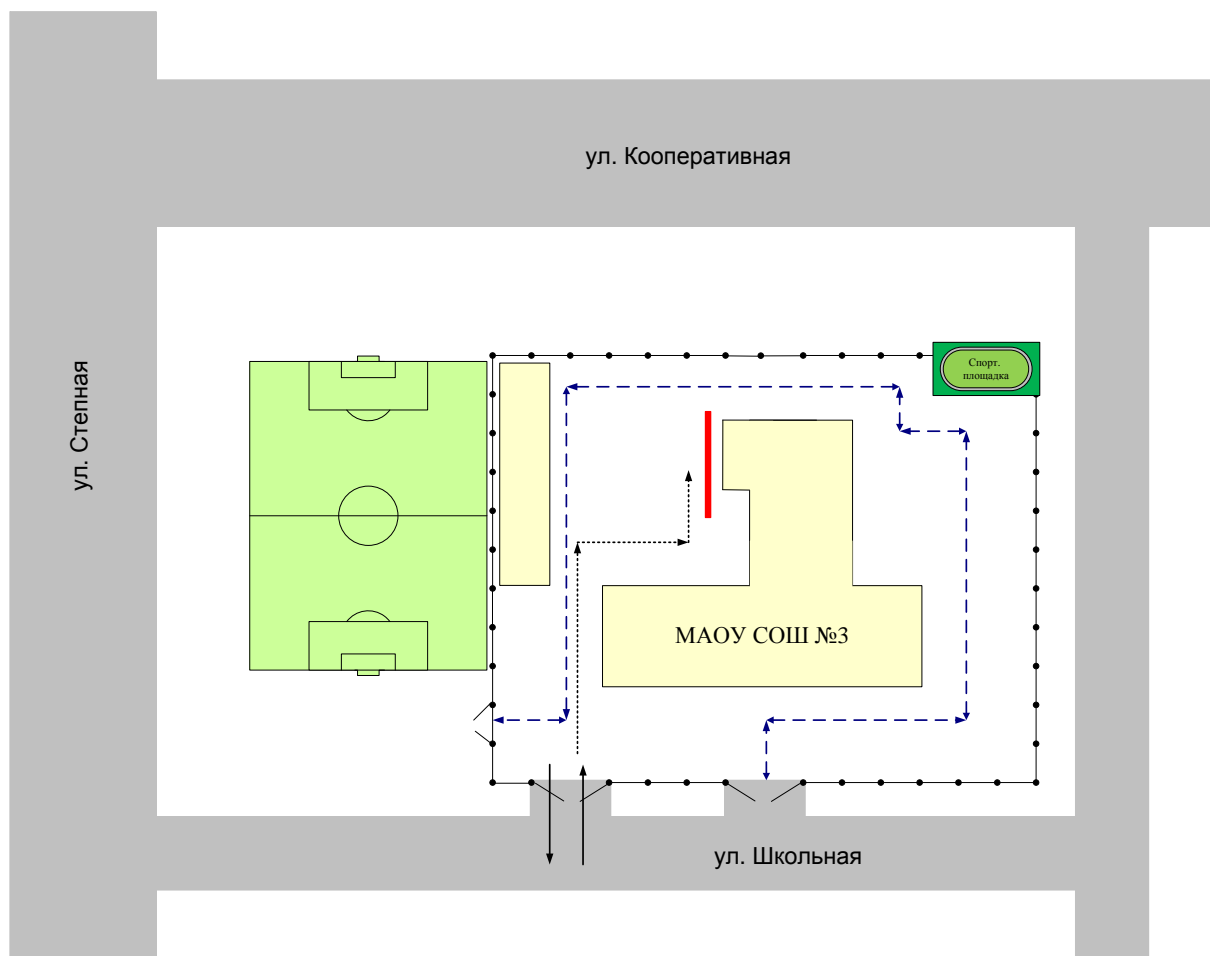 ул. Кооперативная
ул. Степная
Спорт.
площадка
МАОУ СОШ №3
ул. Школьная